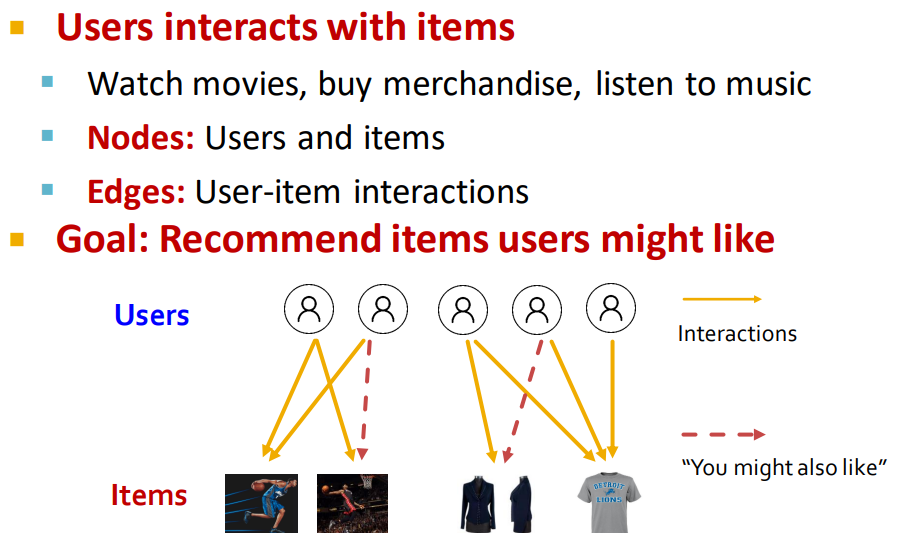 Users interacts with items
Watch movies, buy merchandise, listen to music
Nodes: Users and items
Edges: User-item interactions
Goal: Recommend items users might like
Users
Interactions
"You might also like"
Items
DETROIT
LIONS